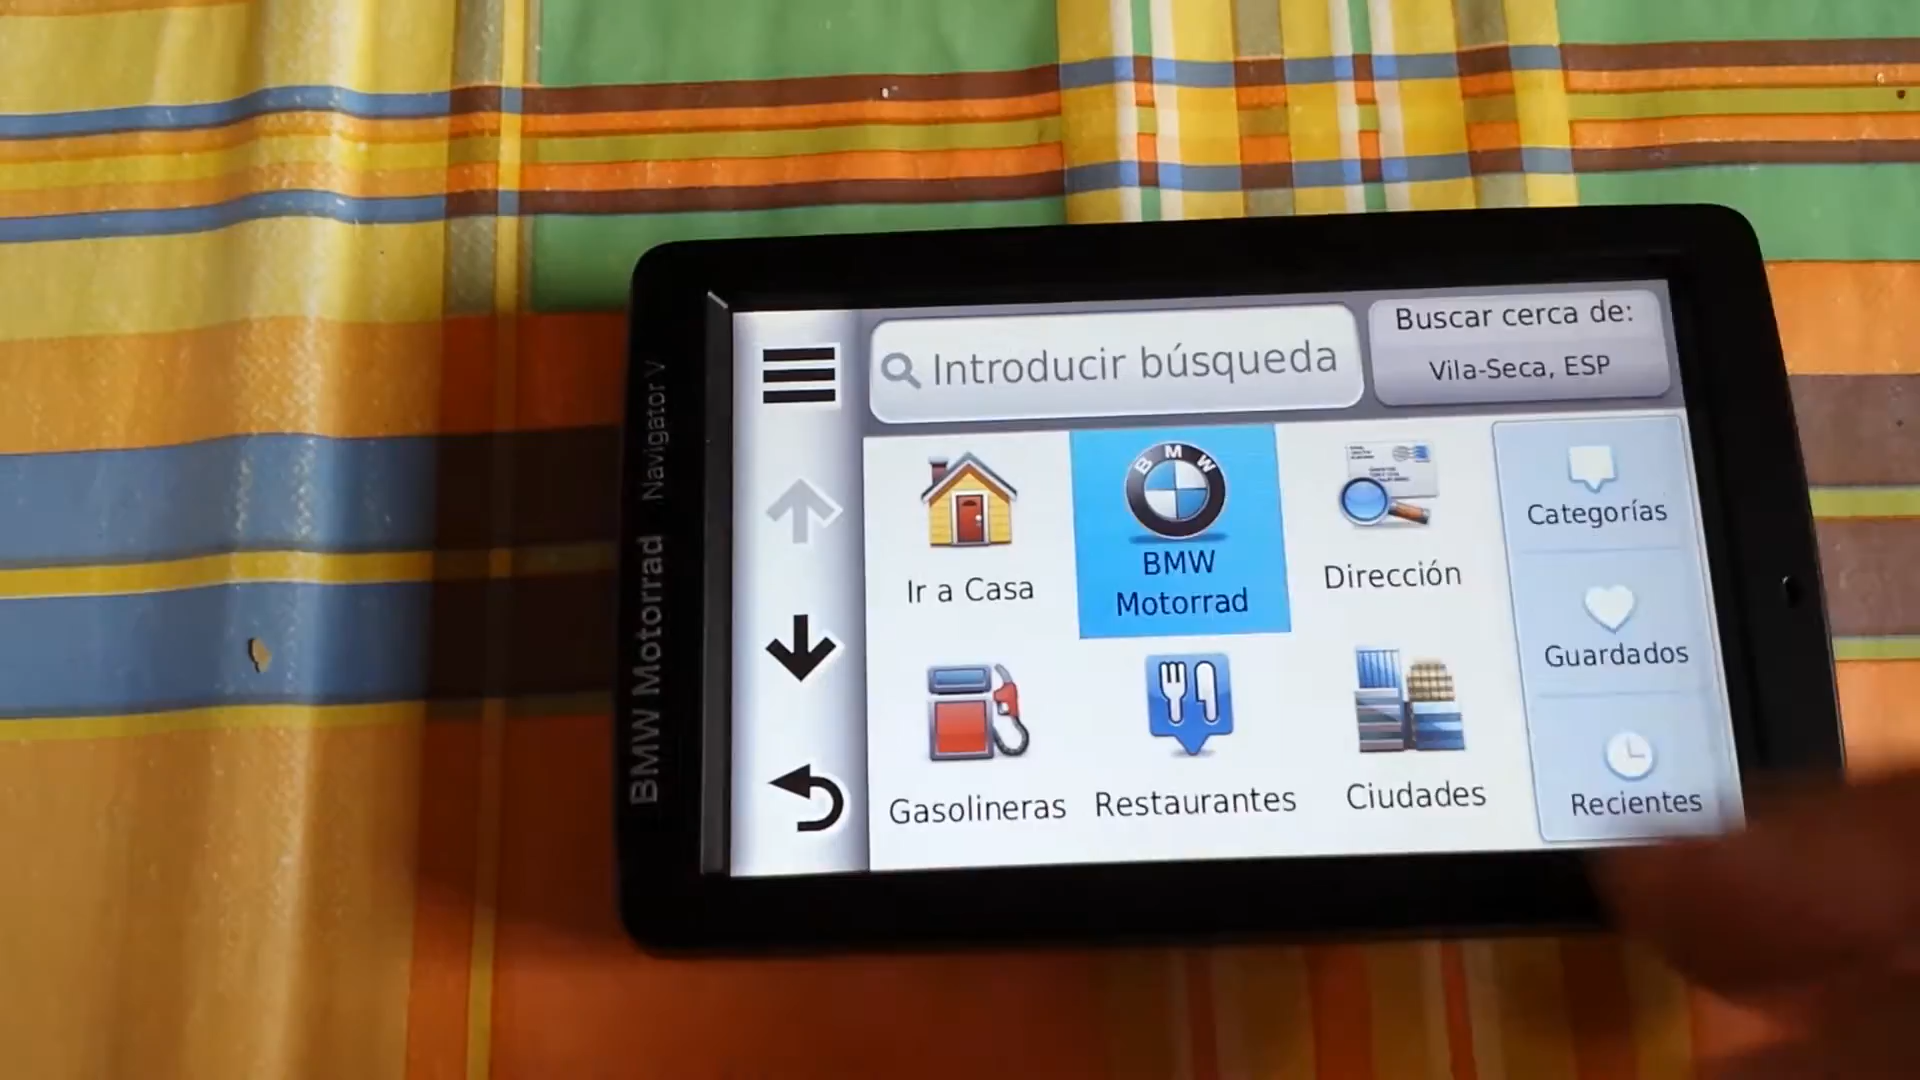 BMW Motorrad Navigator V
Introducir búsqueda
Buscar cerca de:
Vila-Seca, ESP
Ir a Casa
BMW
BMW
Motorrad
Dirección
Categorías
Guardados
Gasolineras
Restaurantes
Ciudades
Recientes